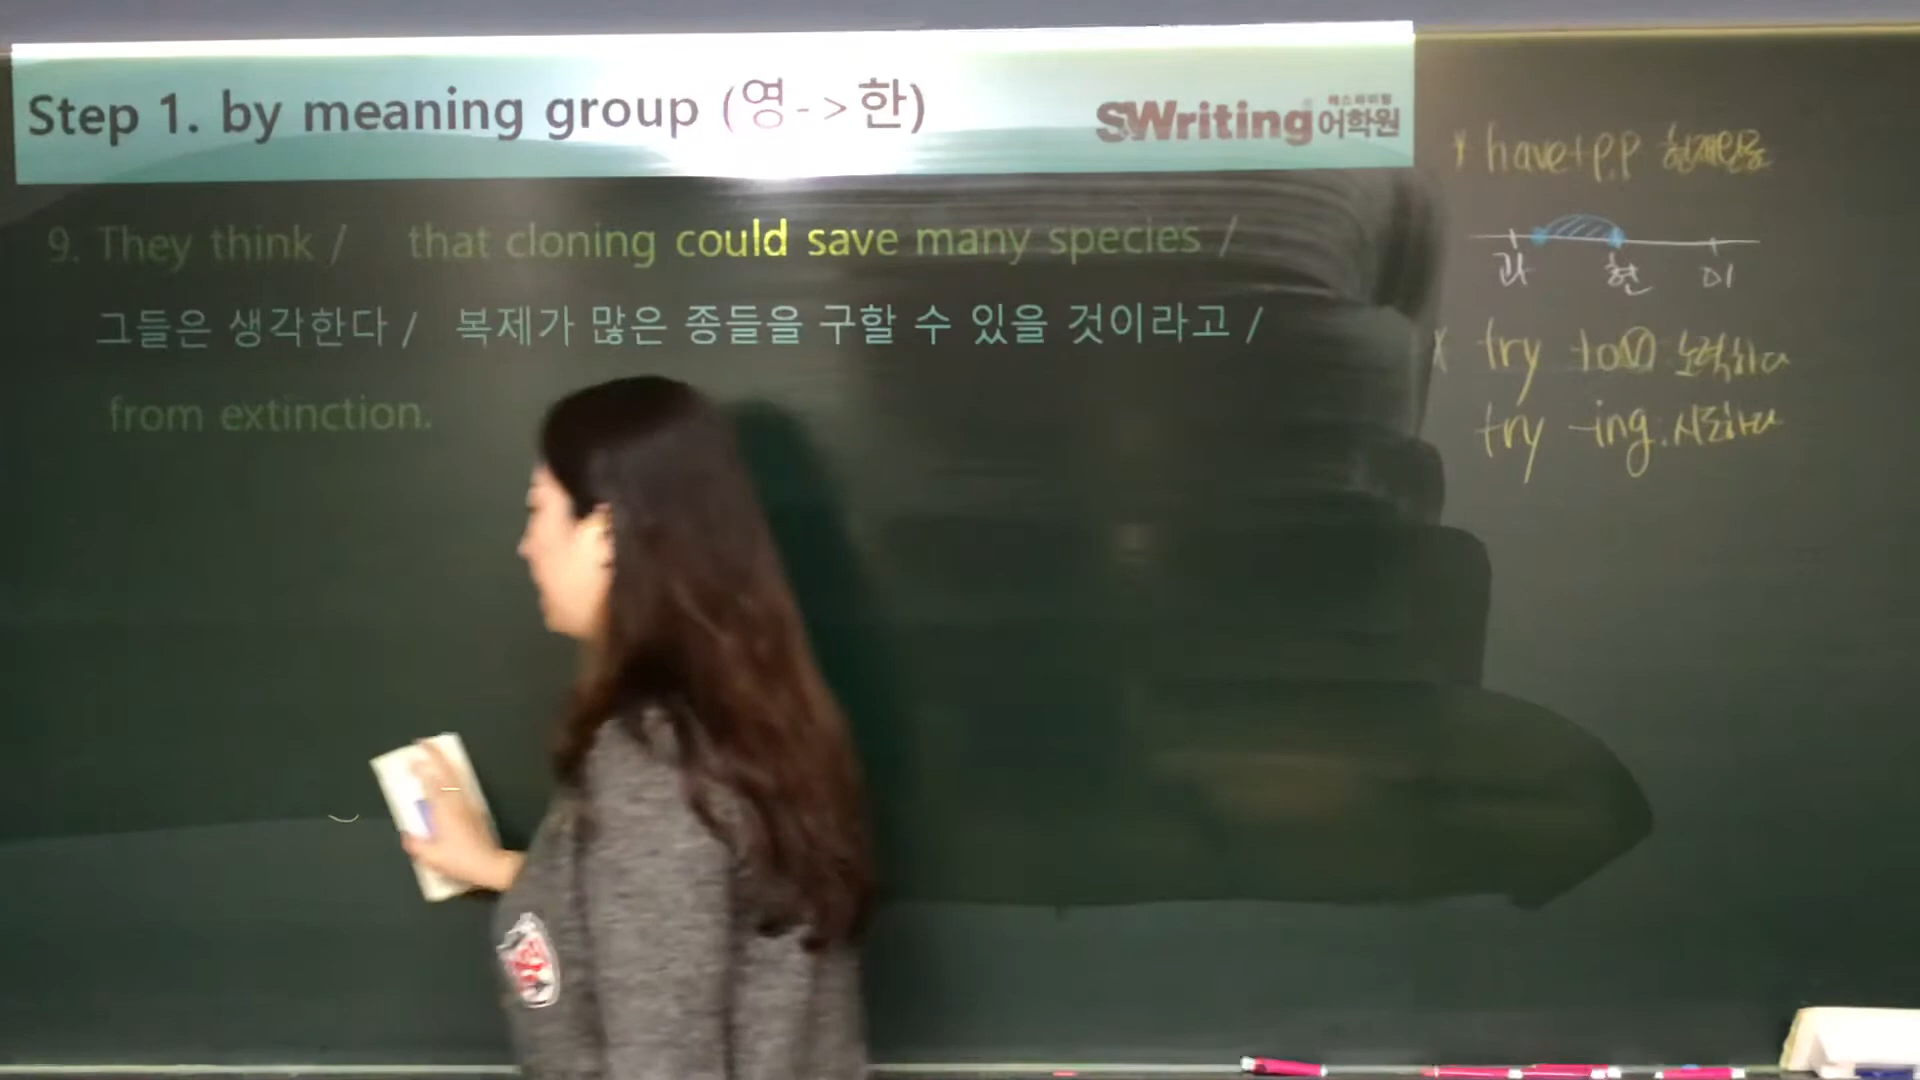 Step 1. by meaning group (영->한)
SWriting 어학원
9. They think / that cloning could save many species /
그들은 생각한다 / 복제가 많은 종들을 구할 수 있을 것이라고 /
from extinction.
* have+p.p 현재완료
과 현 미
* try to 노력하다
try -ing. 시도하다